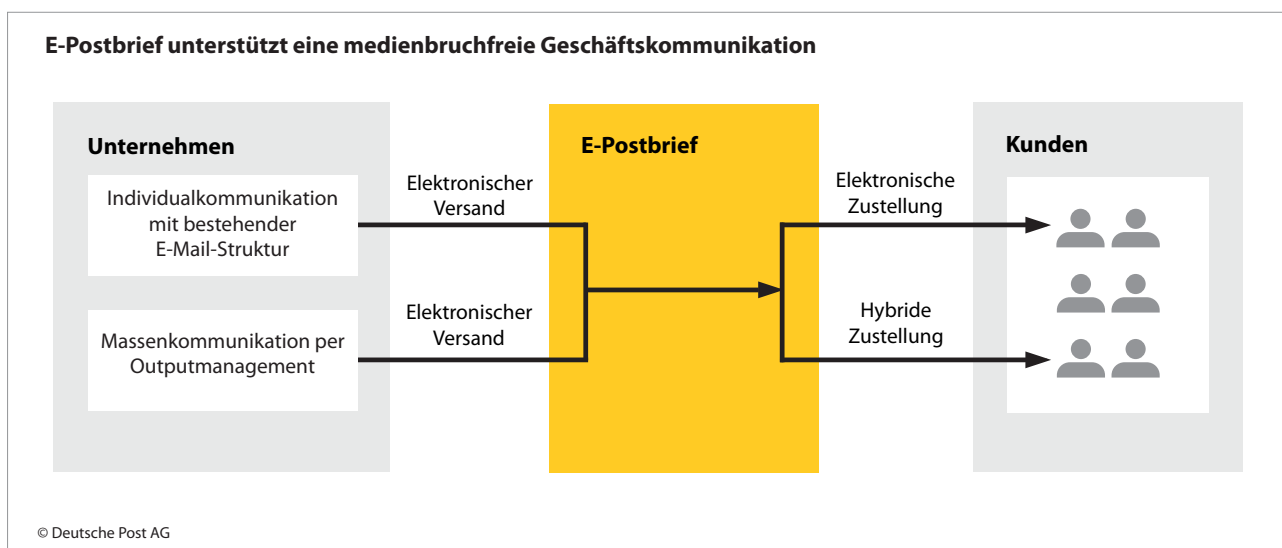 E-Postbrief unterstützt eine medienbruchfreie Geschäftskommunikation
Unternehmen
Individualkommunikation
mit bestehender
E-Mail-Struktur
Massenkommunikation per
Outputmanagement
Elektronischer
Versand
Elektronischer
Versand
E-Postbrief
Elektronische
Zustellung
Hybride
Zustellung
Kunden
© Deutsche Post AG